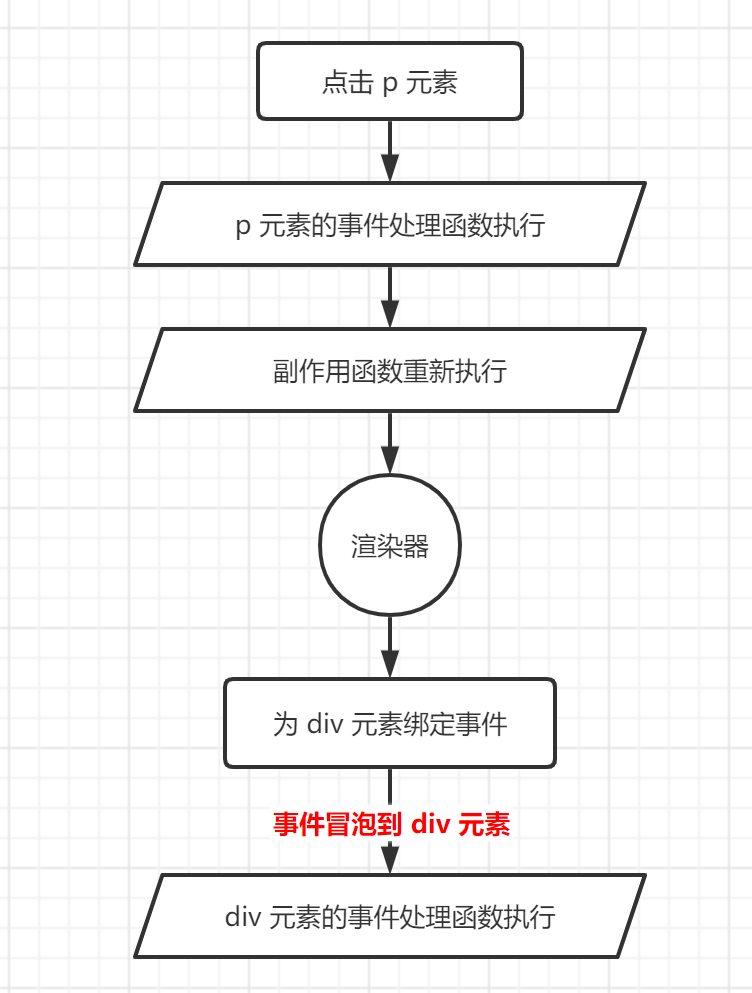 点击 p 元素
p 元素的事件处理函数执行
副作用函数重新执行
渲染器
为 div 元素绑定事件
事件冒泡到 div 元素
div 元素的事件处理函数执行